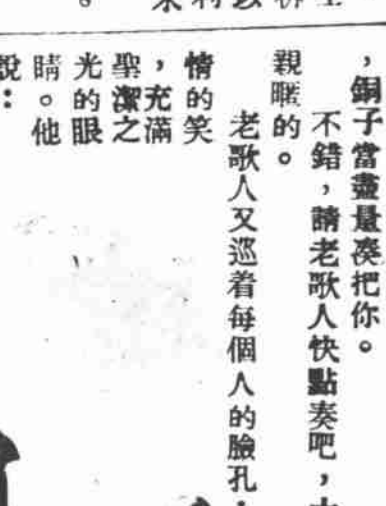 ，銅子當盡量凑把你。
不錯，請老歌人快點奏吧，
親暱的。
老歌人又巡着每個人的臉孔，
情的笑
，充滿
聖潔之
光的眼
睛。他
說：